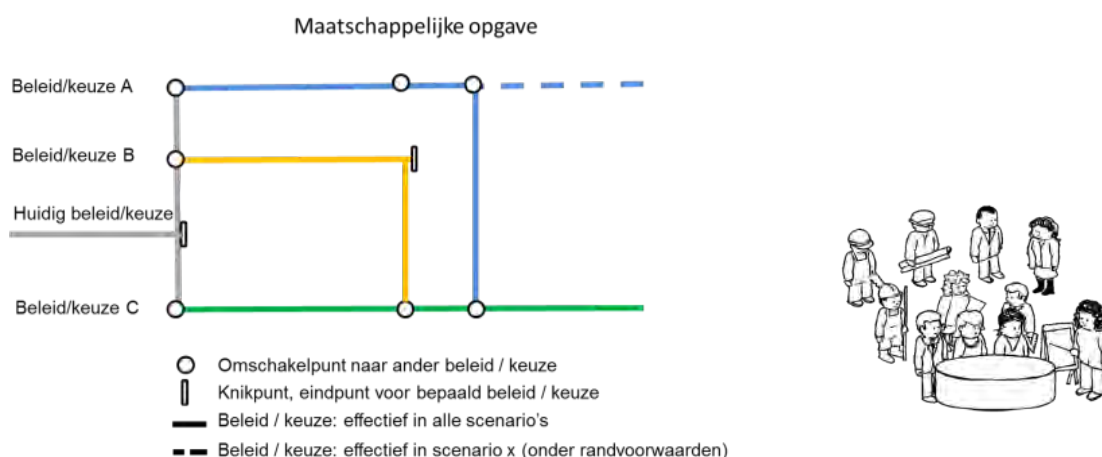 Maatschappelijke opgave
Beleid/keuze A
Beleid/keuze B
Huidig beleid/keuze
Beleid/keuze C
Omschakelpunt naar ander beleid / keuze
Knikpunt, eindpunt voor bepaald beleid / keuze
Beleid / keuze: effectief in alle scenario's
Beleid / keuze: effectief in scenario x (onder randvoorwaarden)